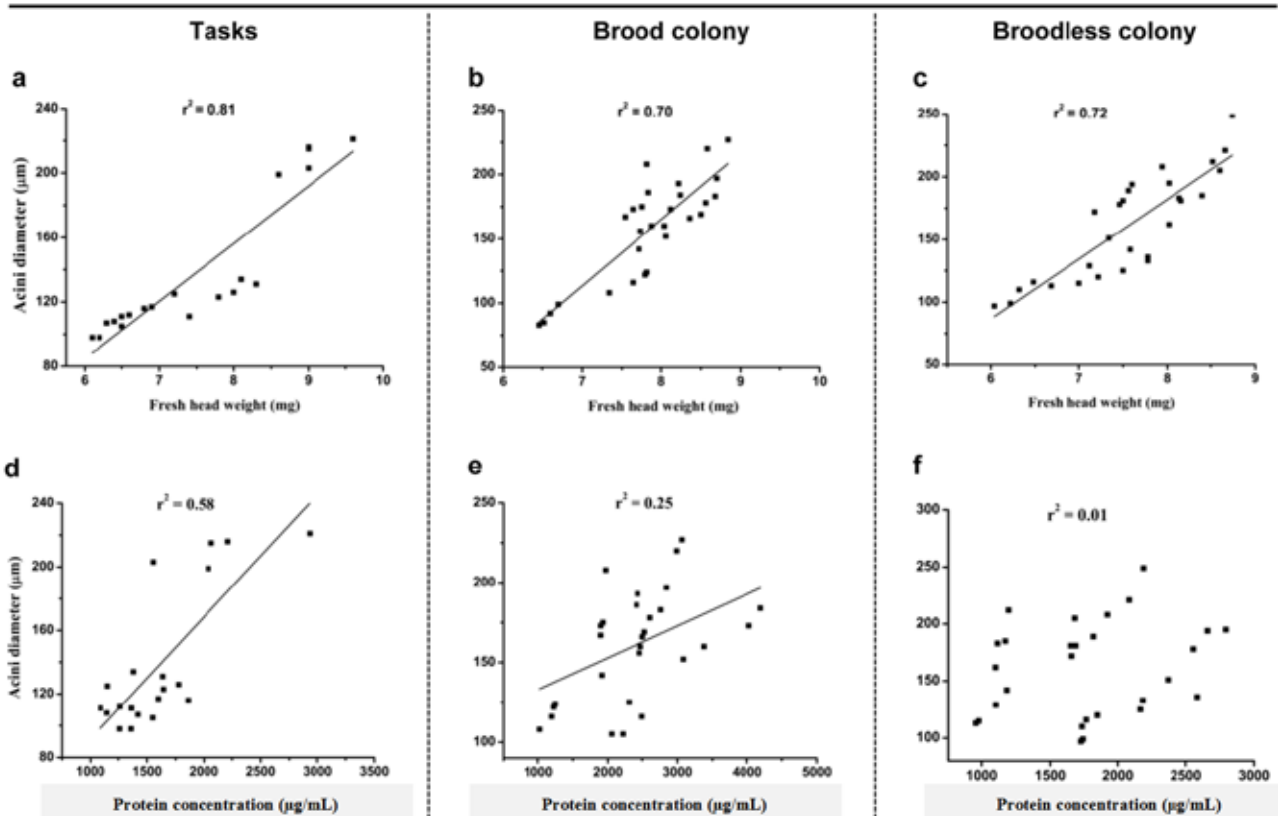 Tasks
Brood colony
Broodless colony
a
r² = 0.81
Acini diameter (μm)
240
200
160
120
80
6
7
8
9
10
Fresh head weight (mg)
b
r² = 0.70
250
200
150
100
50
6
7
8
9
10
Fresh head weight (mg)
c
r² = 0.72
250
200
150
100
50
6
7
8
9
Fresh head weight (mg)
d
r² = 0.58
Acini diameter (μm)
240
200
160
120
80
1000
1500
2000
2500
3000
3500
Protein concentration (μg/mL)
e
r² = 0.25
250
200
150
100
1000
2000
3000
4000
5000
Protein concentration (μg/mL)
f
r² = 0.01
300
250
200
150
100
1000
1500
2000
2500
3000
Protein concentration (μg/mL)